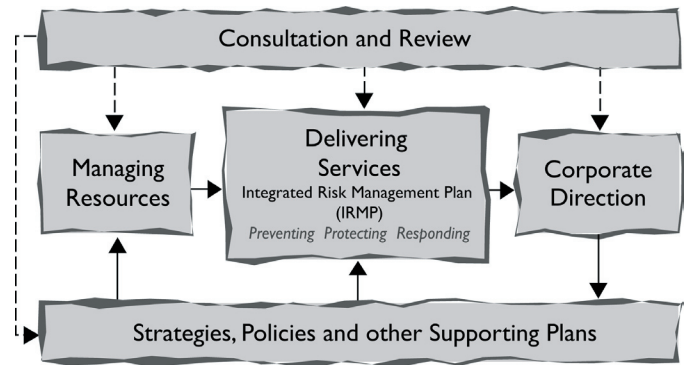 Consultation and Review
Managing
Resources
Delivering
Services
Integrated Risk Management Plan
(IRMP)
Preventing Protecting Responding
Corporate
Direction
Strategies, Policies and other Supporting Plans